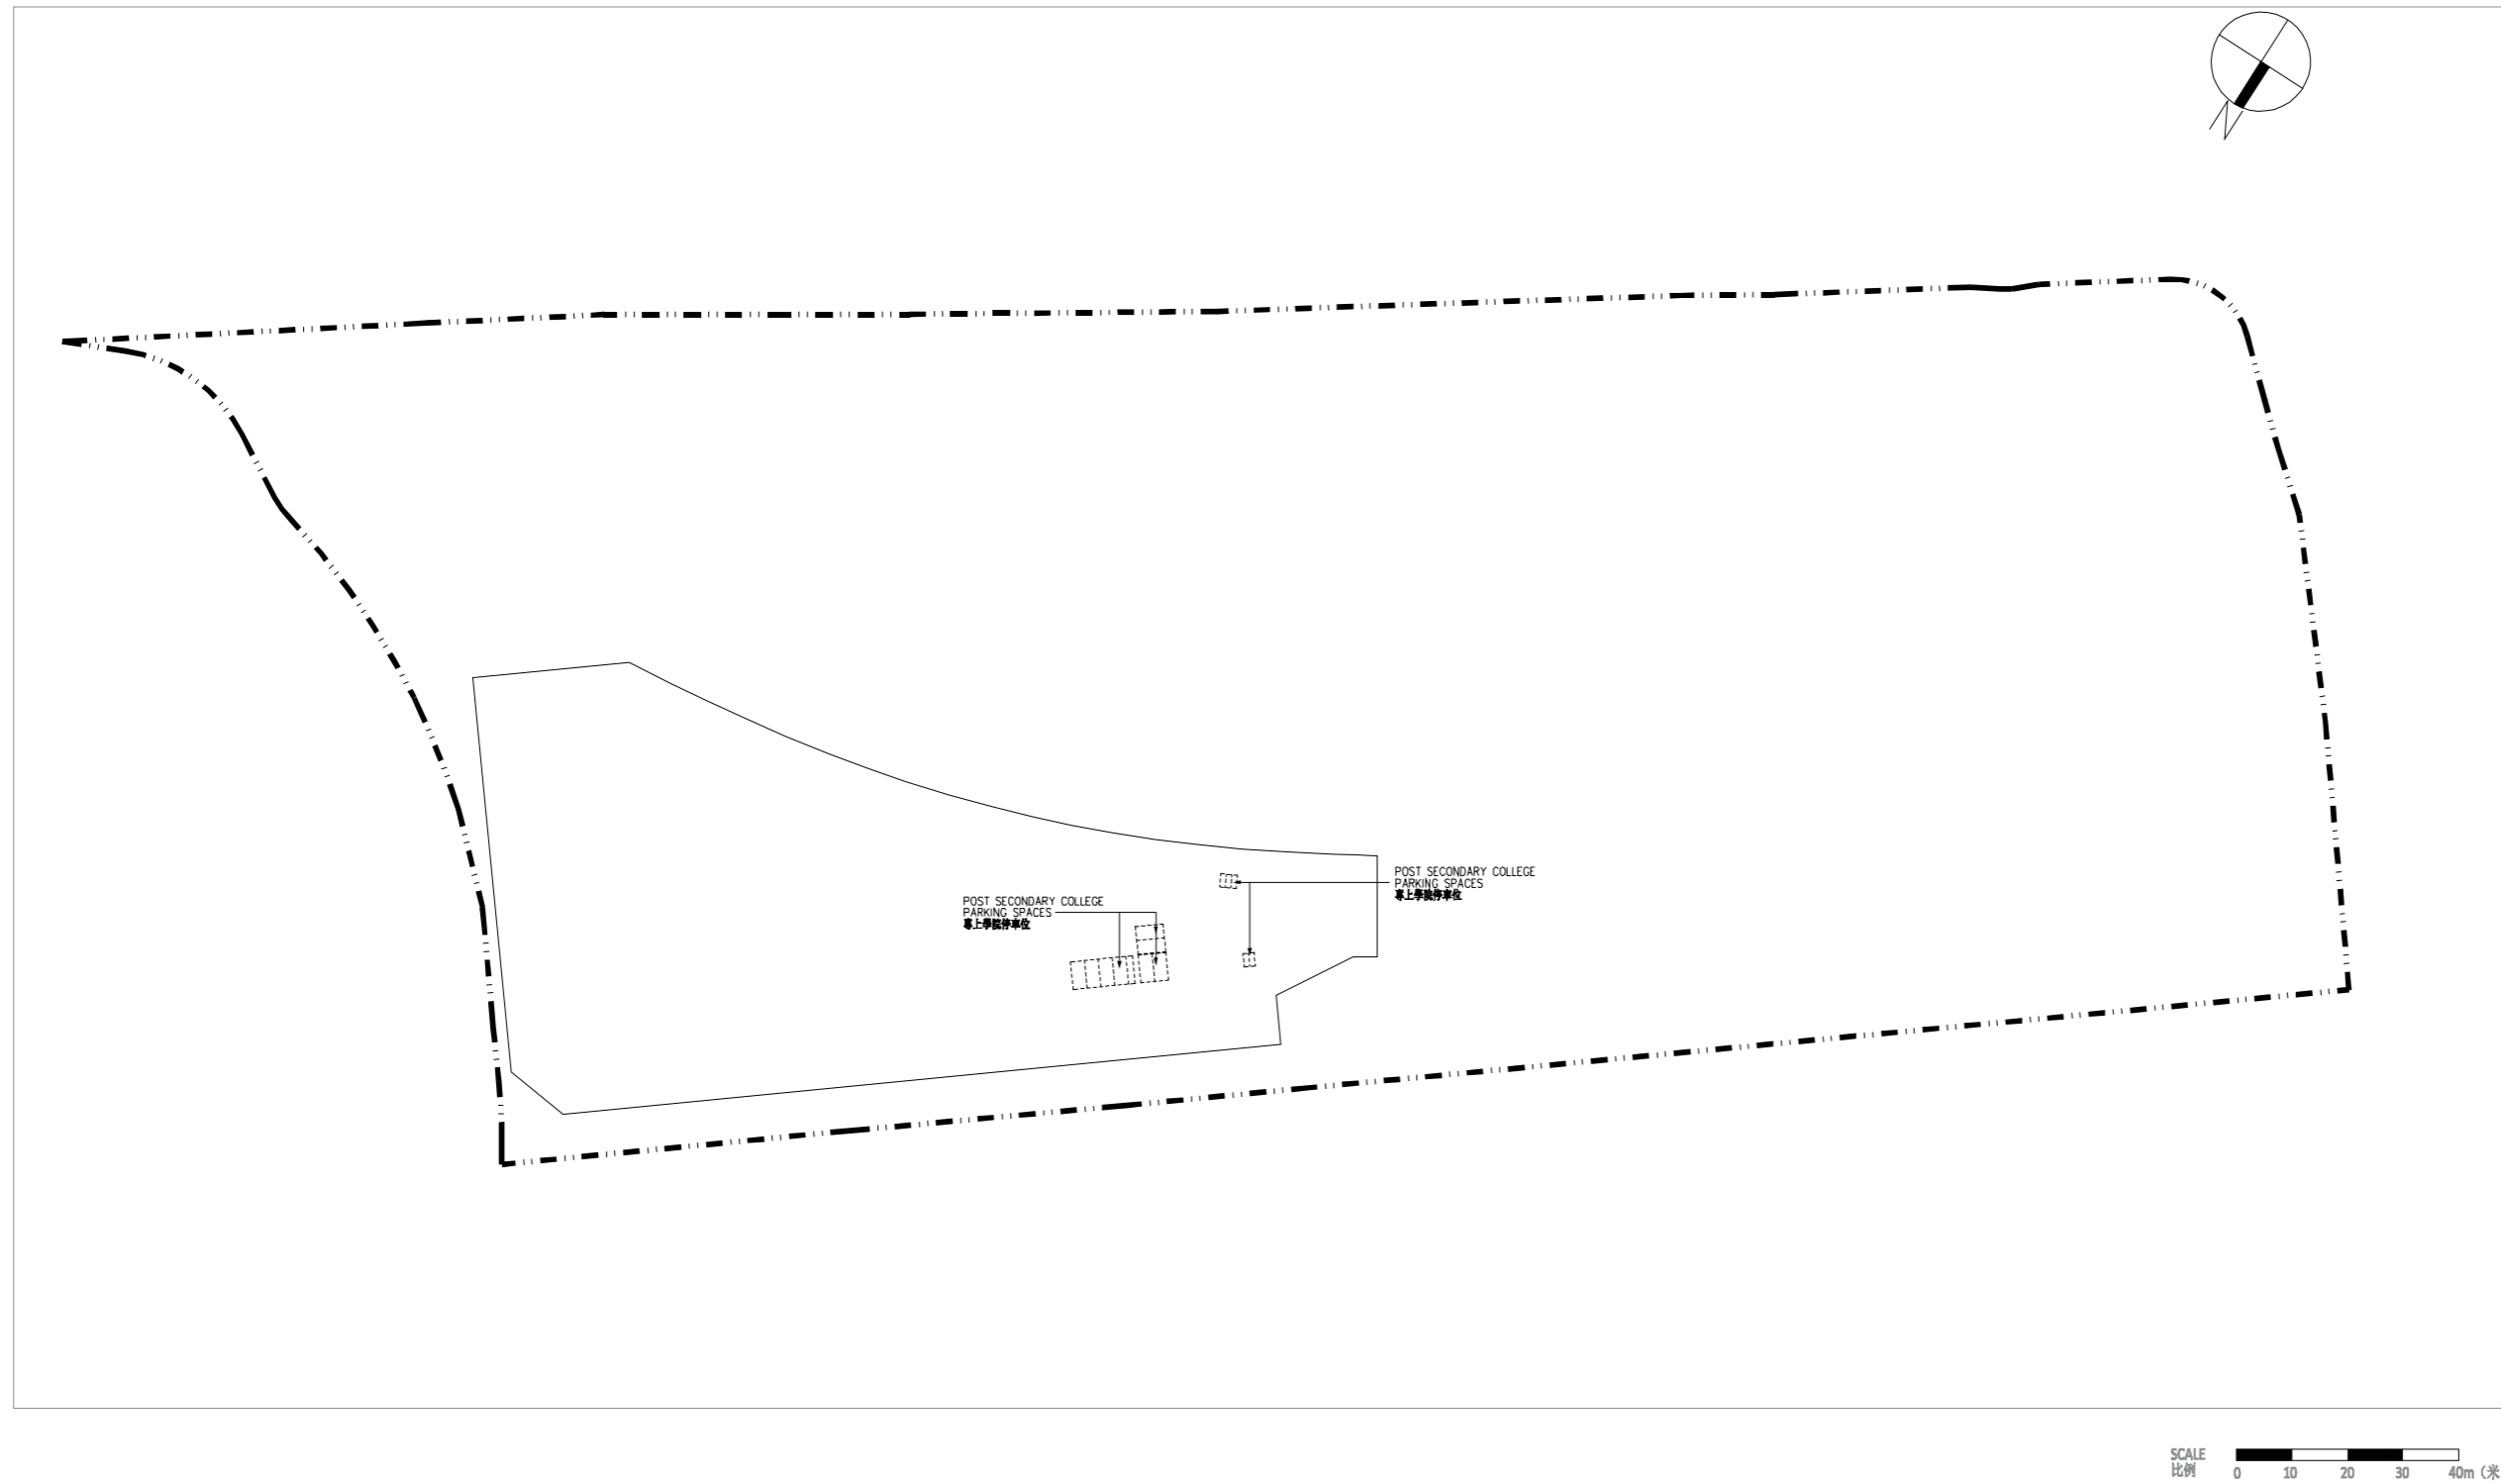 POST SECONDARY COLLEGE
PARKING SPACES
專上學院停車位
POST SECONDARY COLLEGE
PARKING SPACES
專上學院停車位
SCALE
比例
0 10 20 30 40m (米